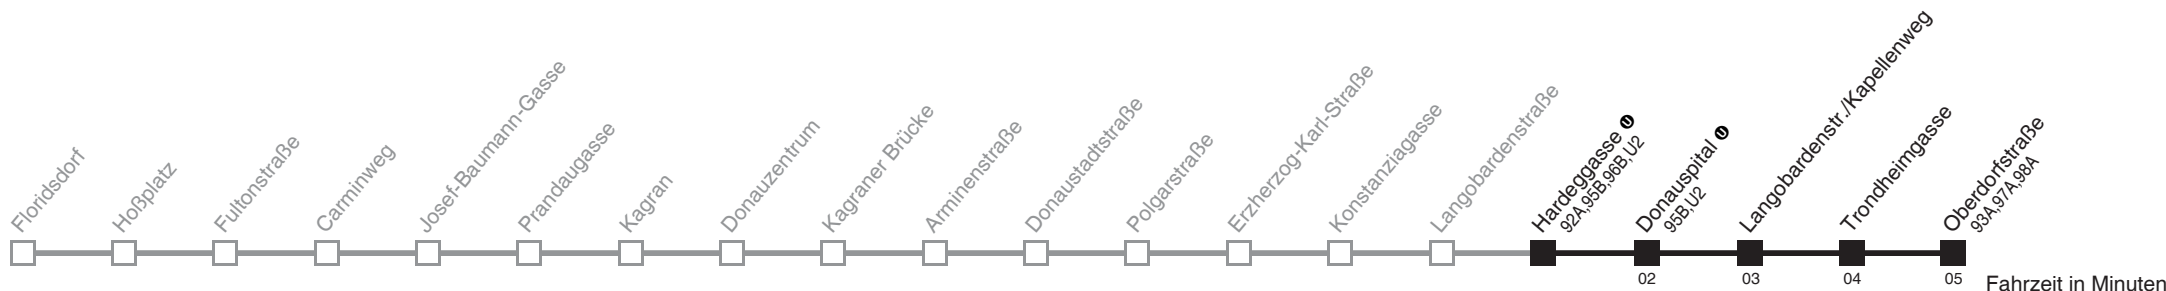 Floridsdorf
Hoßplatz
Fultonstraße
Carminweg
Josef-Baumann-Gasse
Prandaugasse
Kagran
Donauzentrum
Kagraner Brücke
Arminenstraße
Donaustadtstraße
Polgarstraße
Erzherzog-Karl-Straße
Konstanziagasse
Langobardenstraße
Hardeggasse U
92A,95B,96B,U2
Donauspital U
95B,U2
Langobardenstr./Kapellenweg
Trondheimgasse
Oberdorfstraße
93A,97A,98A
02
03
04
05
Fahrzeit in Minuten